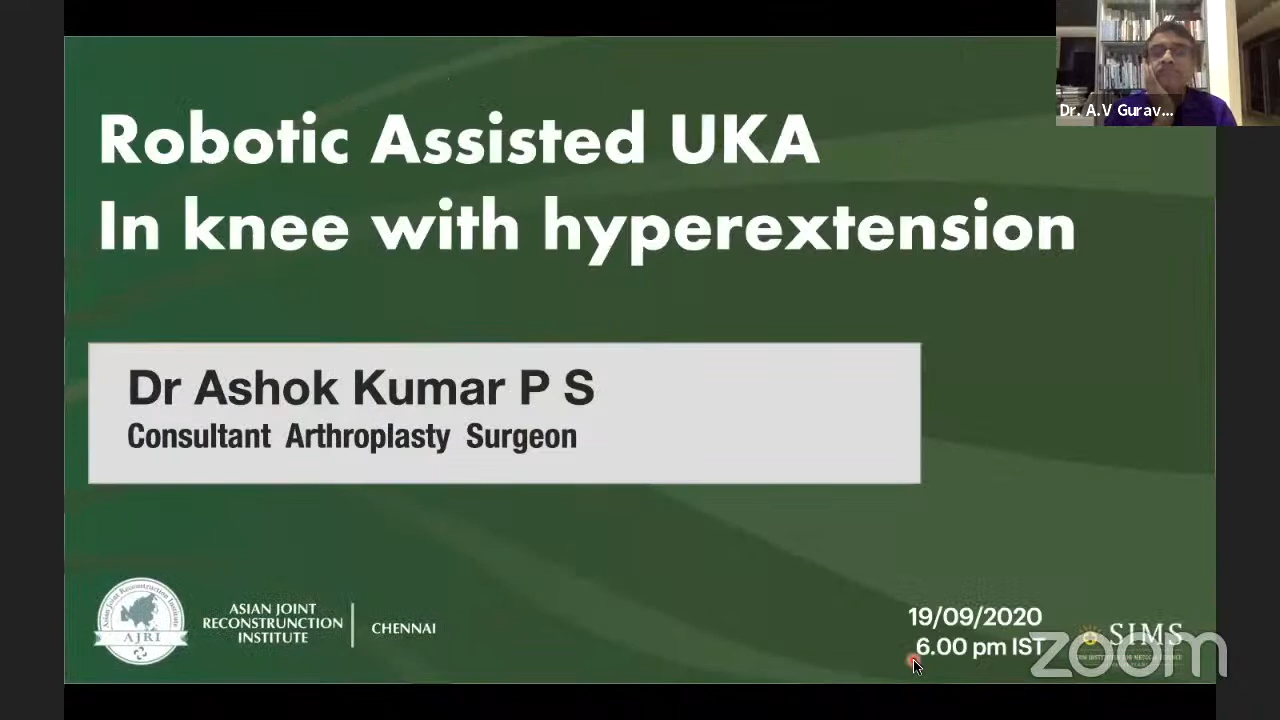 Robotic Assisted UKA
In knee with hyperextension
Dr. A.V Gurav...
Dr Ashok Kumar P S
Consultant Arthroplasty Surgeon
AJRI
ASIAN JOINT
RECONSTRUNCTION
INSTITUTE
CHENNAI
19/09/2020
6.00 pm IST
SIMS
zoom